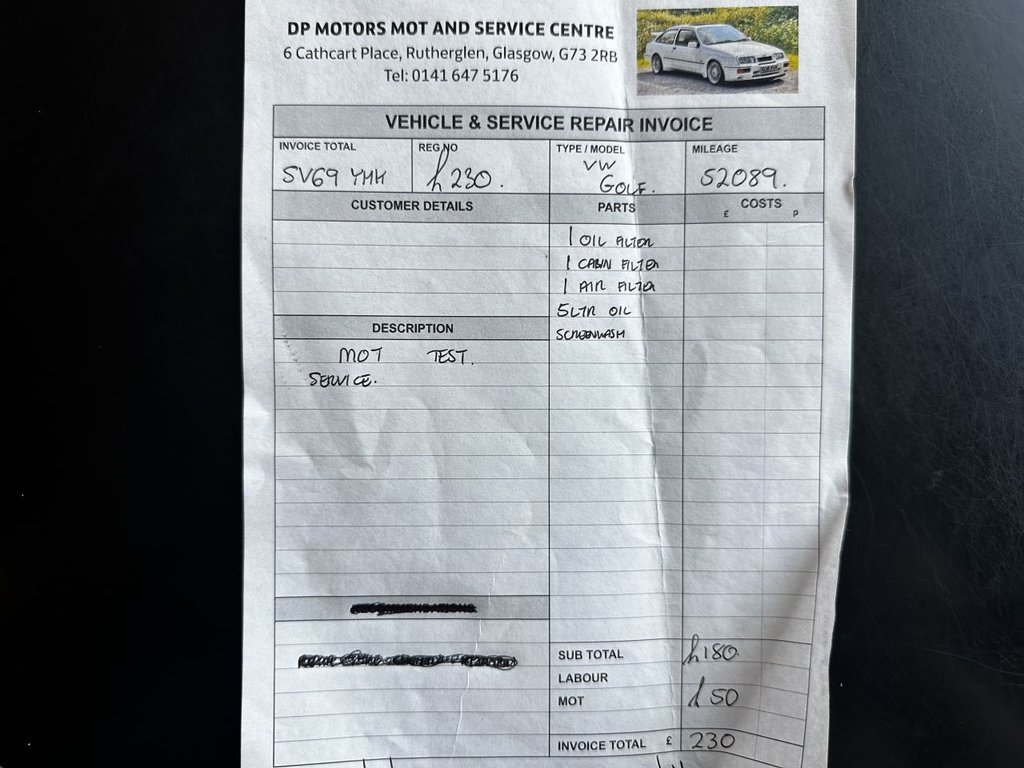 DP MOTORS MOT AND SERVICE CENTRE
6 Cathcart Place, Rutherglen, Glasgow, G73 2RB
Tel: 0141 647 5176
VEHICLE & SERVICE REPAIR INVOICE
INVOICE TOTAL REG NO TYPE / MODEL MILEAGE
SV69 YHH £230. VW GOLF. 52089.
CUSTOMER DETAILS PARTS COSTS
£ p
1 OIL FILTER
1 CABIN FILTER
1 AIR FILTER
5LTR OIL
SCREENWASH
DESCRIPTION
MOT TEST.
SERVICE.
SUB TOTAL £180
LABOUR
MOT £50
INVOICE TOTAL £ 230